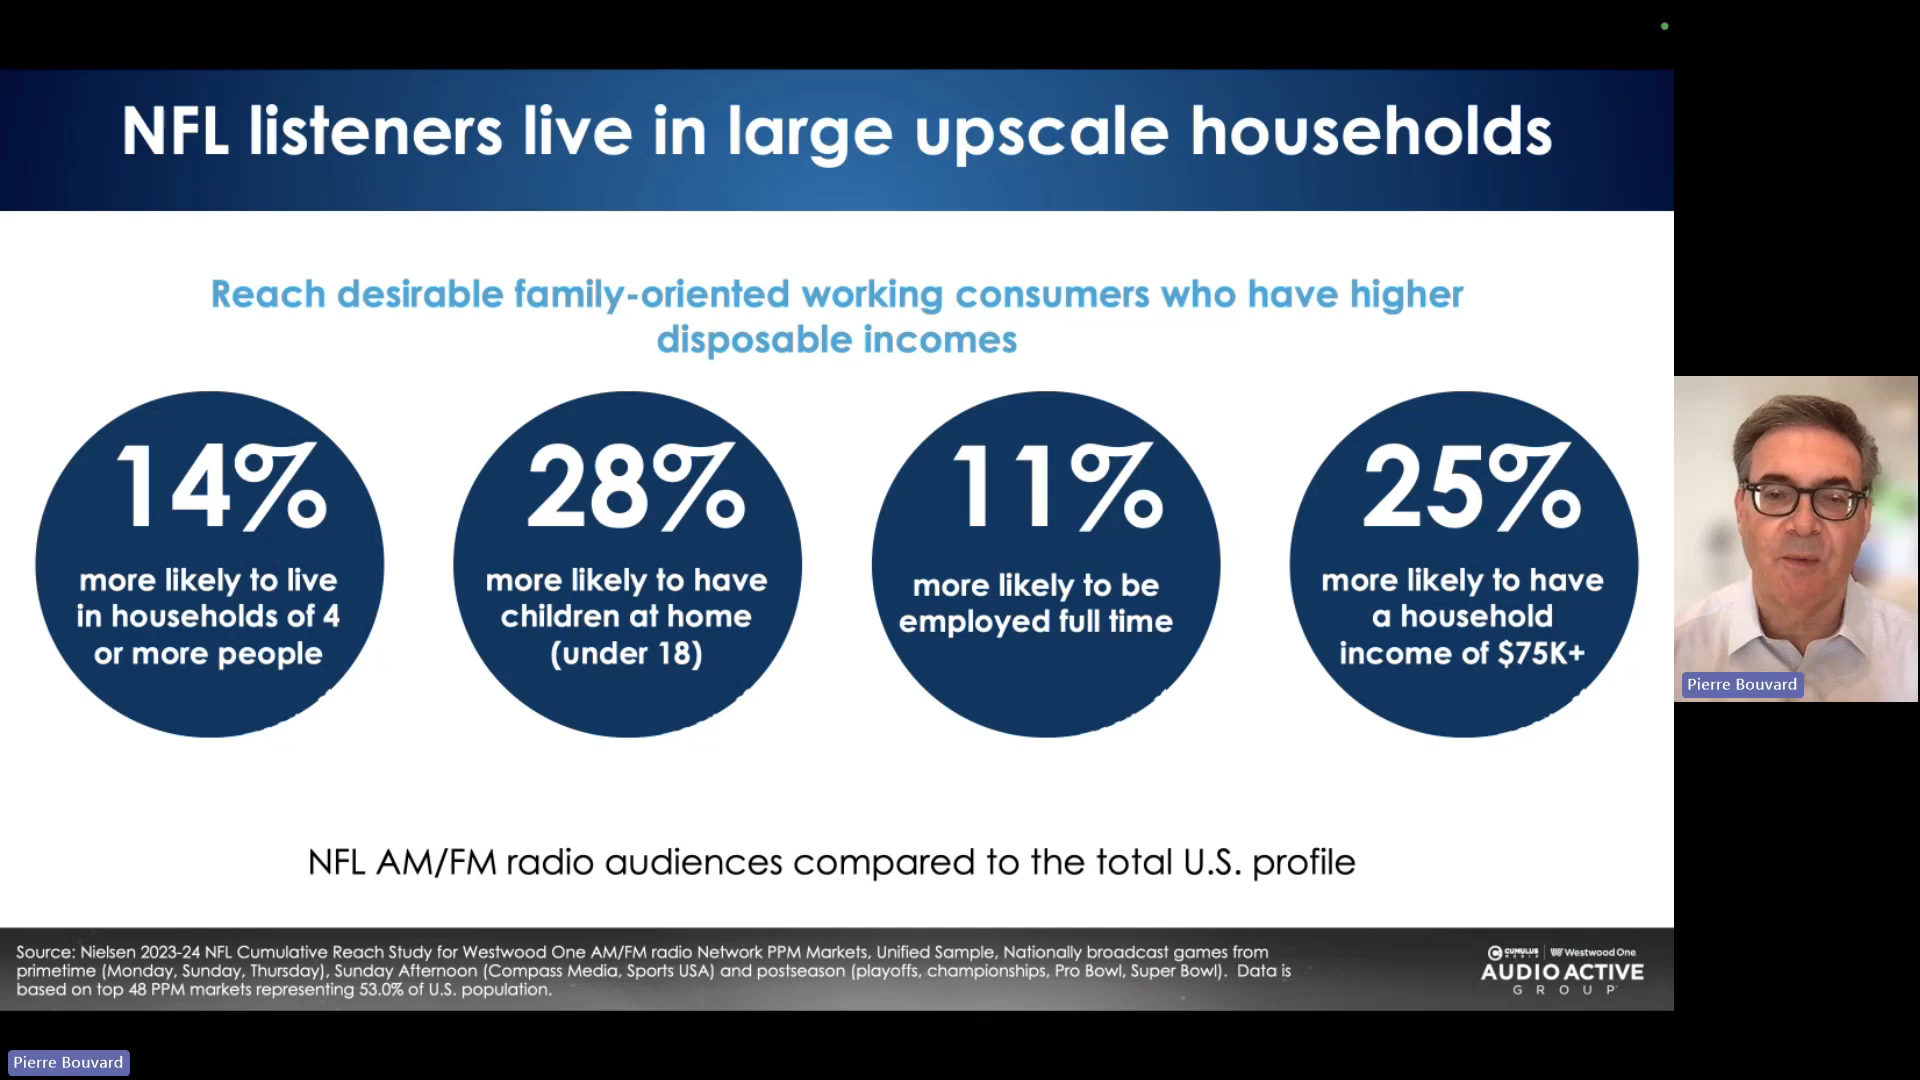 NFL listeners live in large upscale households
Reach desirable family-oriented working consumers who have higher
disposable incomes
14%
more likely to live
in households of 4
or more people
28%
more likely to have
children at home
(under 18)
11%
more likely to be
employed full time
25%
more likely to have
a household
income of $75K+
Pierre Bouvard
NFL AM/FM radio audiences compared to the total U.S. profile
Source: Nielsen 2023-24 NFL Cumulative Reach Study for Westwood One AM/FM radio Network PPM Markets, Unified Sample, Nationally broadcast games from
primetime (Monday, Sunday, Thursday), Sunday Afternoon (Compass Media, Sports USA) and postseason (playoffs, championships, Pro Bowl, Super Bowl). Data is
based on top 48 PPM markets representing 53.0% of U.S. population.
CUMULUS MEDIA | Westwood One
AUDIO ACTIVE
GROUP
Pierre Bouvard